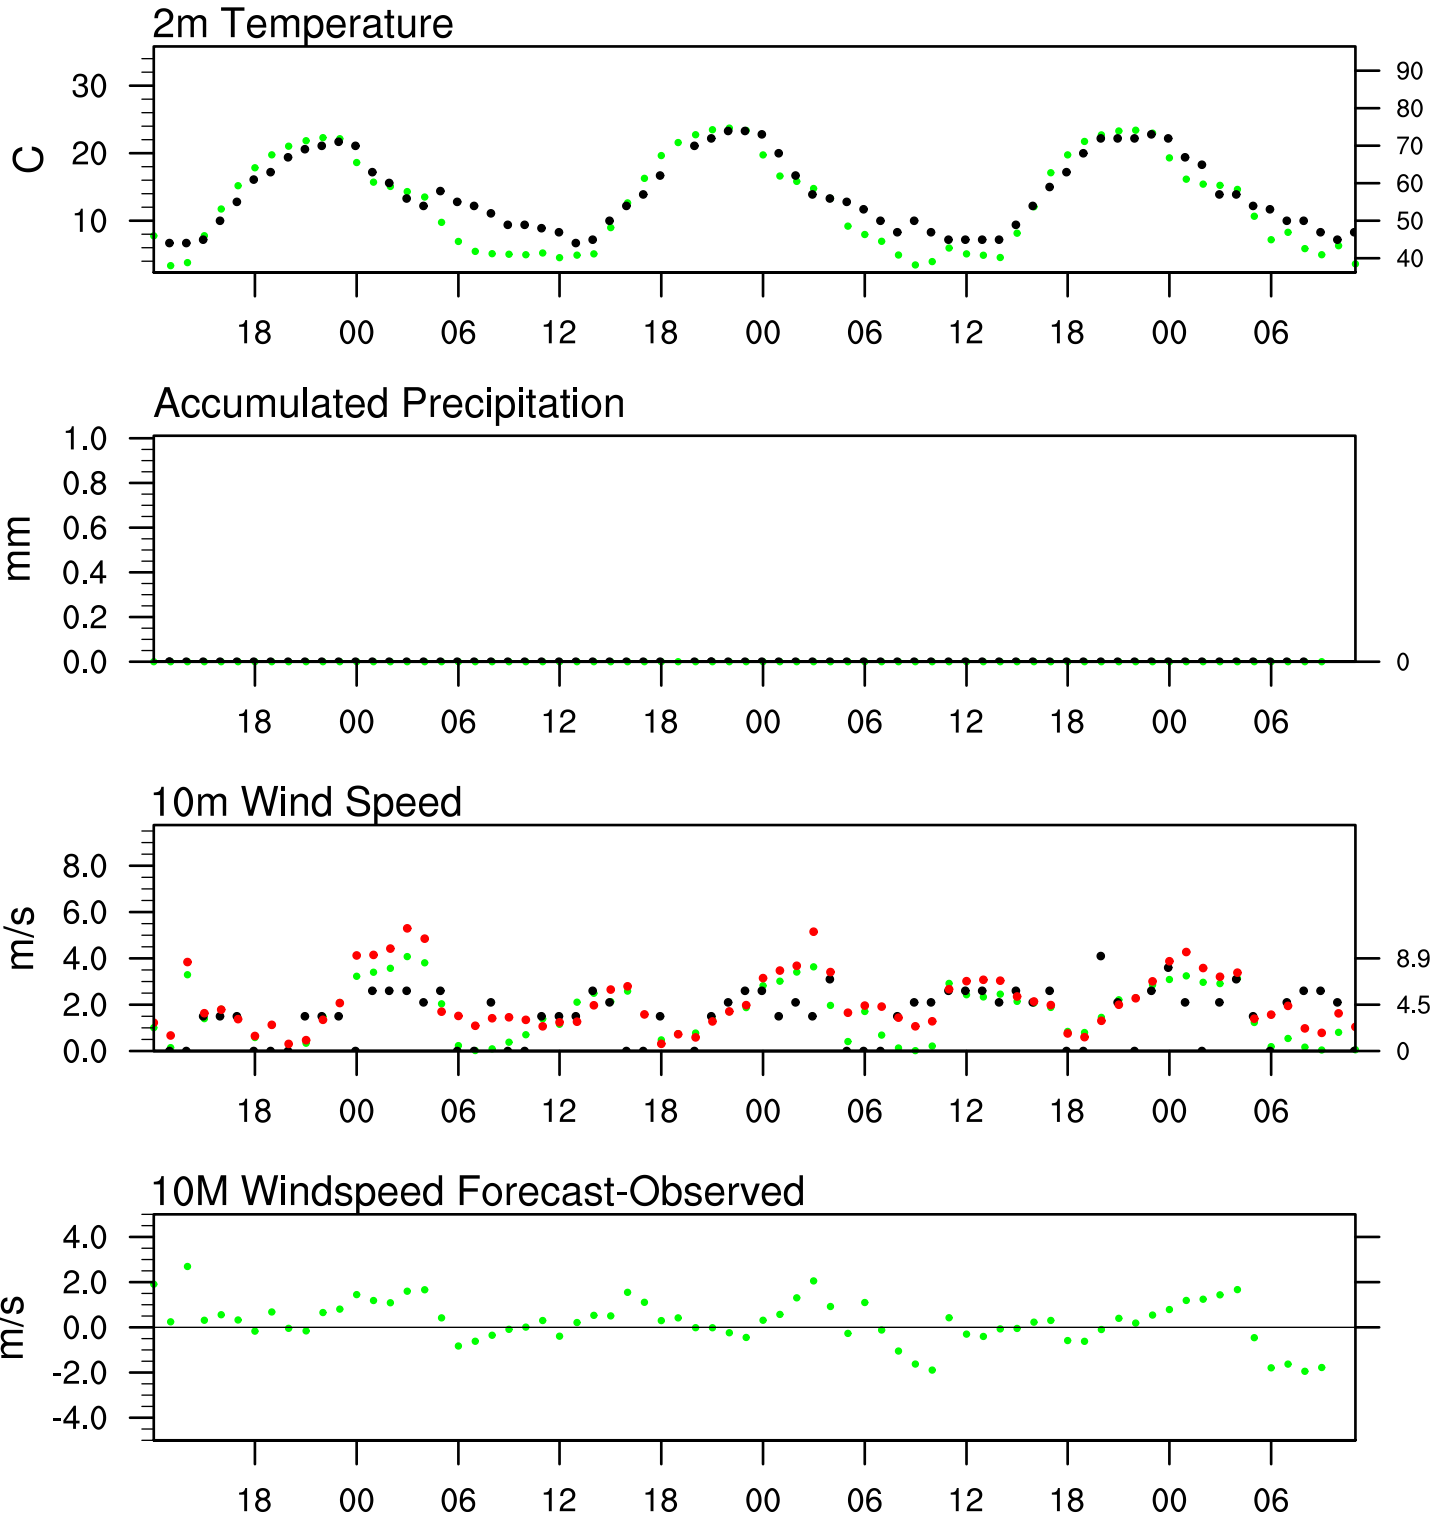 2m Temperature
C
30
20
10
90
80
70
60
50
40
18 00 06 12 18 00 06 12 18 00 06
Accumulated Precipitation
mm
1.0
0.8
0.6
0.4
0.2
0.0
0
18 00 06 12 18 00 06 12 18 00 06
10m Wind Speed
m/s
8.0
6.0
4.0
2.0
0.0
8.9
4.5
0
18 00 06 12 18 00 06 12 18 00 06
10M Windspeed Forecast-Observed
m/s
4.0
2.0
0.0
-2.0
-4.0
18 00 06 12 18 00 06 12 18 00 06